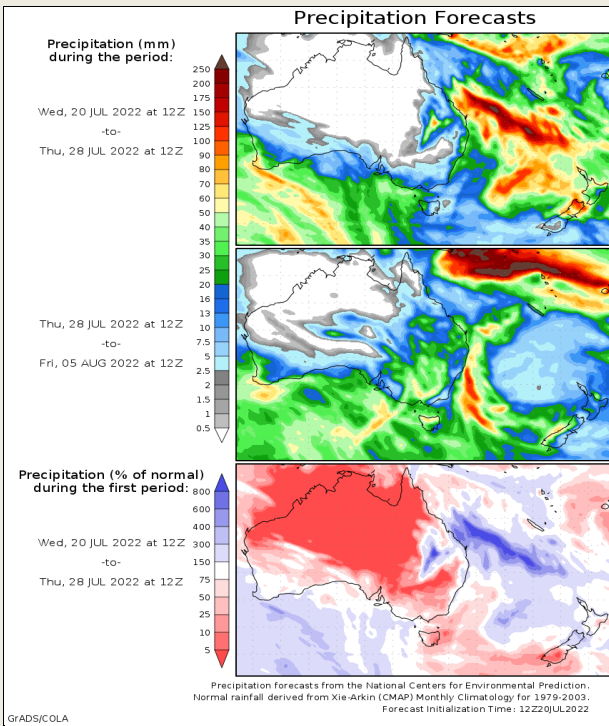 Precipitation Forecasts
Precipitation (mm)
during the period:
Wed, 20 JUL 2022 at 12Z
-to-
Thu, 28 JUL 2022 at 12Z
250
200
175
150
125
100
90
80
70
60
50
40
35
30
25
20
16
13
10
7.5
5
2.5
2
1.5
1
0.5
Thu, 28 JUL 2022 at 12Z
-to-
Fri, 05 AUG 2022 at 12Z
Precipitation (% of normal)
during the first period:
Wed, 20 JUL 2022 at 12Z
-to-
Thu, 28 JUL 2022 at 12Z
800
600
400
300
150
75
50
25
10
5
Precipitation forecasts from the National Centers for Environmental Prediction.
Normal rainfall derived from Xie-Arkin (CMAP) Monthly Climatology for 1979-2003.
Forecast Initialization Time: 12Z20JUL2022
GrADS/COLA